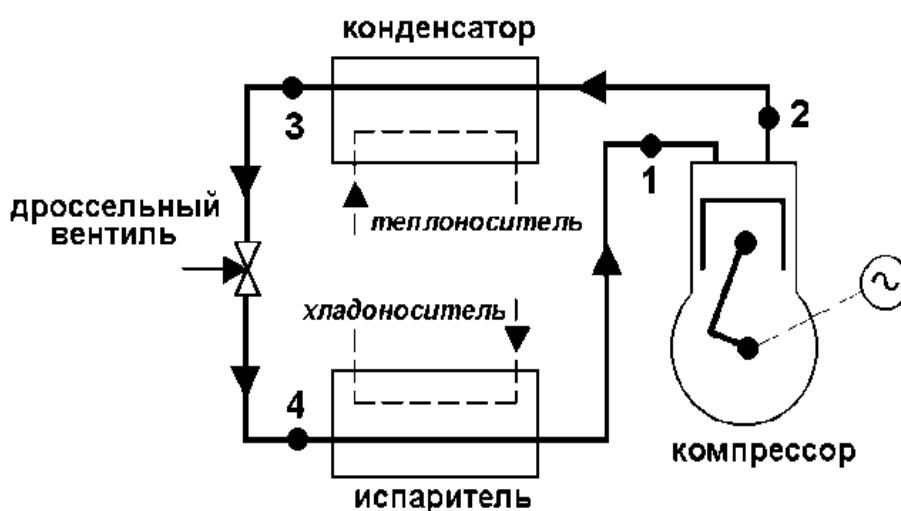 конденсатор
3
2
1
дроссельный
вентиль
теплоноситель
хладоноситель
4
компрессор
испаритель